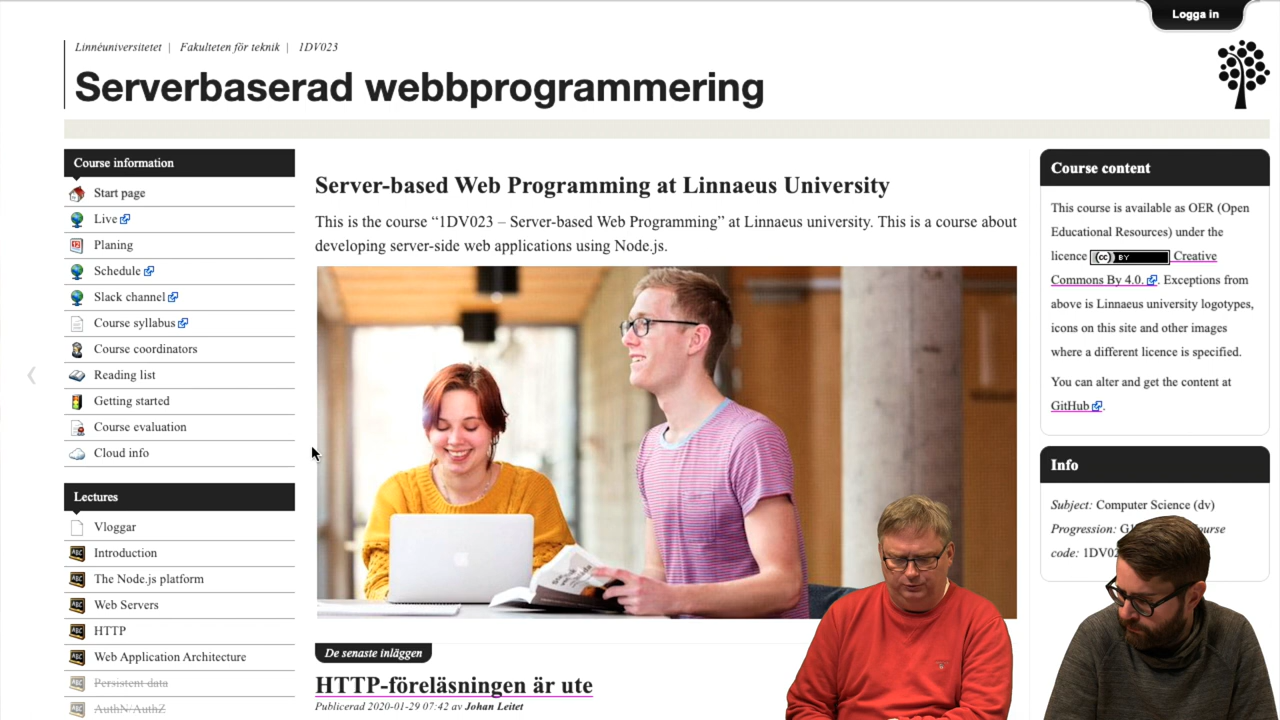 Logga in
Linnéuniversitetet | Fakulteten för teknik | 1DV023
Serverbaserad webbprogrammering
Course information
Start page
Live
Planing
Schedule
Slack channel
Course syllabus
Course coordinators
Reading list
Getting started
Course evaluation
Cloud info
Lectures
Vloggar
Introduction
The Node.js platform
Web Servers
HTTP
Web Application Architecture
Persistent data
AuthN/AuthZ
Server-based Web Programming at Linnaeus University
This is the course “1DV023 – Server-based Web Programming” at Linnaeus university. This is a course about
developing server-side web applications using Node.js.
De senaste inläggen
HTTP-föreläsningen är ute
Publicerad 2020-01-29 07:42 av Johan Leitet
Course content
This course is available as OER (Open
Educational Resources) under the
licence (cc) BY Creative
Commons By 4.0. . Exceptions from
above is Linnaeus university logotypes,
icons on this site and other images
where a different licence is specified.
You can alter and get the content at
GitHub .
Info
Subject: Computer Science (dv)
Progression:
code: